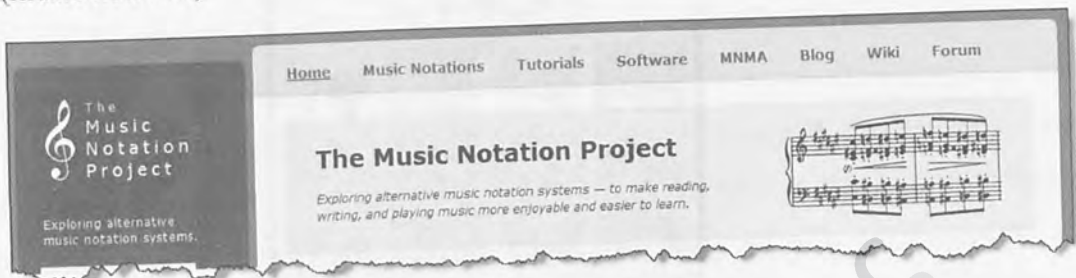 Home Music Notations Tutorials Software MNMA Blog Wiki Forum
The
Music
Notation
Project
Exploring alternative
music notation systems.
The Music Notation Project
Exploring alternative music notation systems — to make reading,
writing, and playing music more enjoyable and easier to learn.